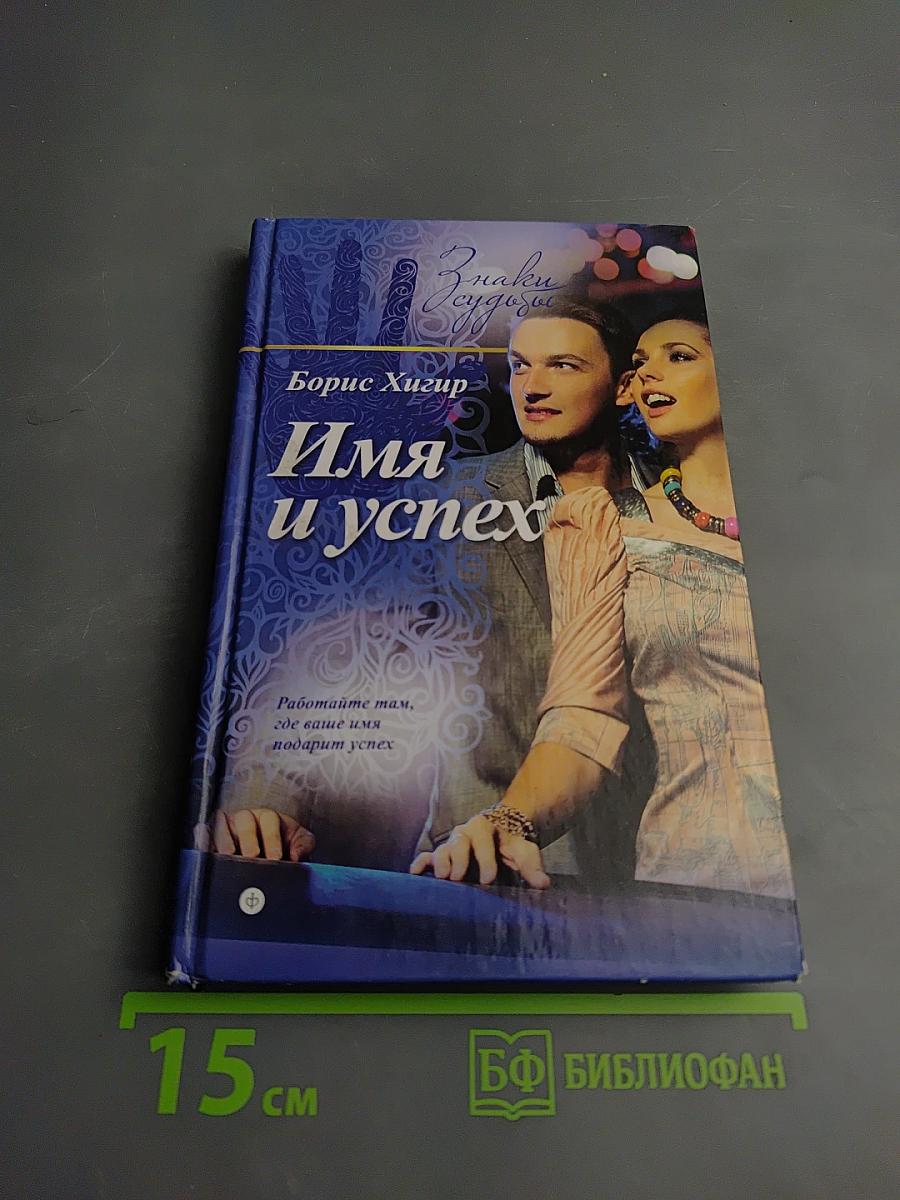 Знаки
судьбы
Борис Хигир
Имя
и успех
Работайте там,
где ваше имя
подарит успех
Ф
15 см
БФ БИБЛИОФАН